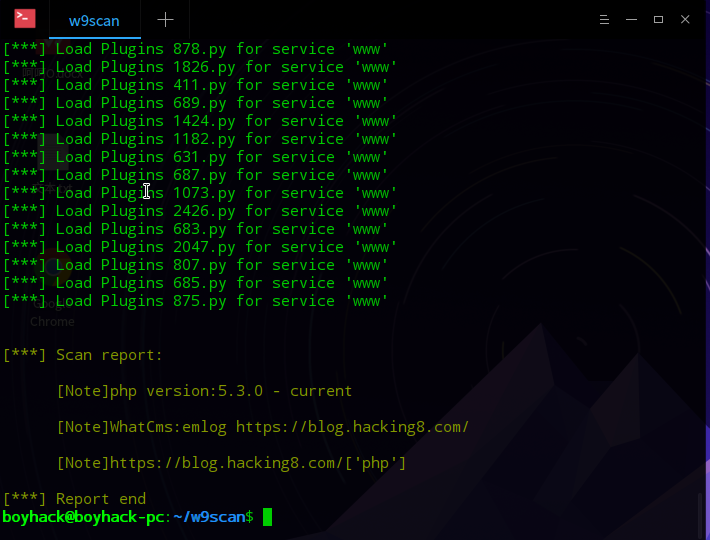 w9scan
[***] Load Plugins 878.py for service 'www'
[***] Load Plugins 1826.py for service 'www'
[***] Load Plugins 411.py for service 'www'
[***] Load Plugins 689.py for service 'www'
[***] Load Plugins 1424.py for service 'www'
[***] Load Plugins 1182.py for service 'www'
[***] Load Plugins 631.py for service 'www'
[***] Load Plugins 687.py for service 'www'
[***] Load Plugins 1073.py for service 'www'
[***] Load Plugins 2426.py for service 'www'
[***] Load Plugins 683.py for service 'www'
[***] Load Plugins 2047.py for service 'www'
[***] Load Plugins 807.py for service 'www'
[***] Load Plugins 685.py for service 'www'
[***] Load Plugins 875.py for service 'www'
Chrome
[***] Scan report:
[Note]php version:5.3.0 - current
[Note]WhatCms:emlog https://blog.hacking8.com/
[Note]https://blog.hacking8.com/['php']
[***] Report end
boyhack@boyhack-pc:~/w9scan$